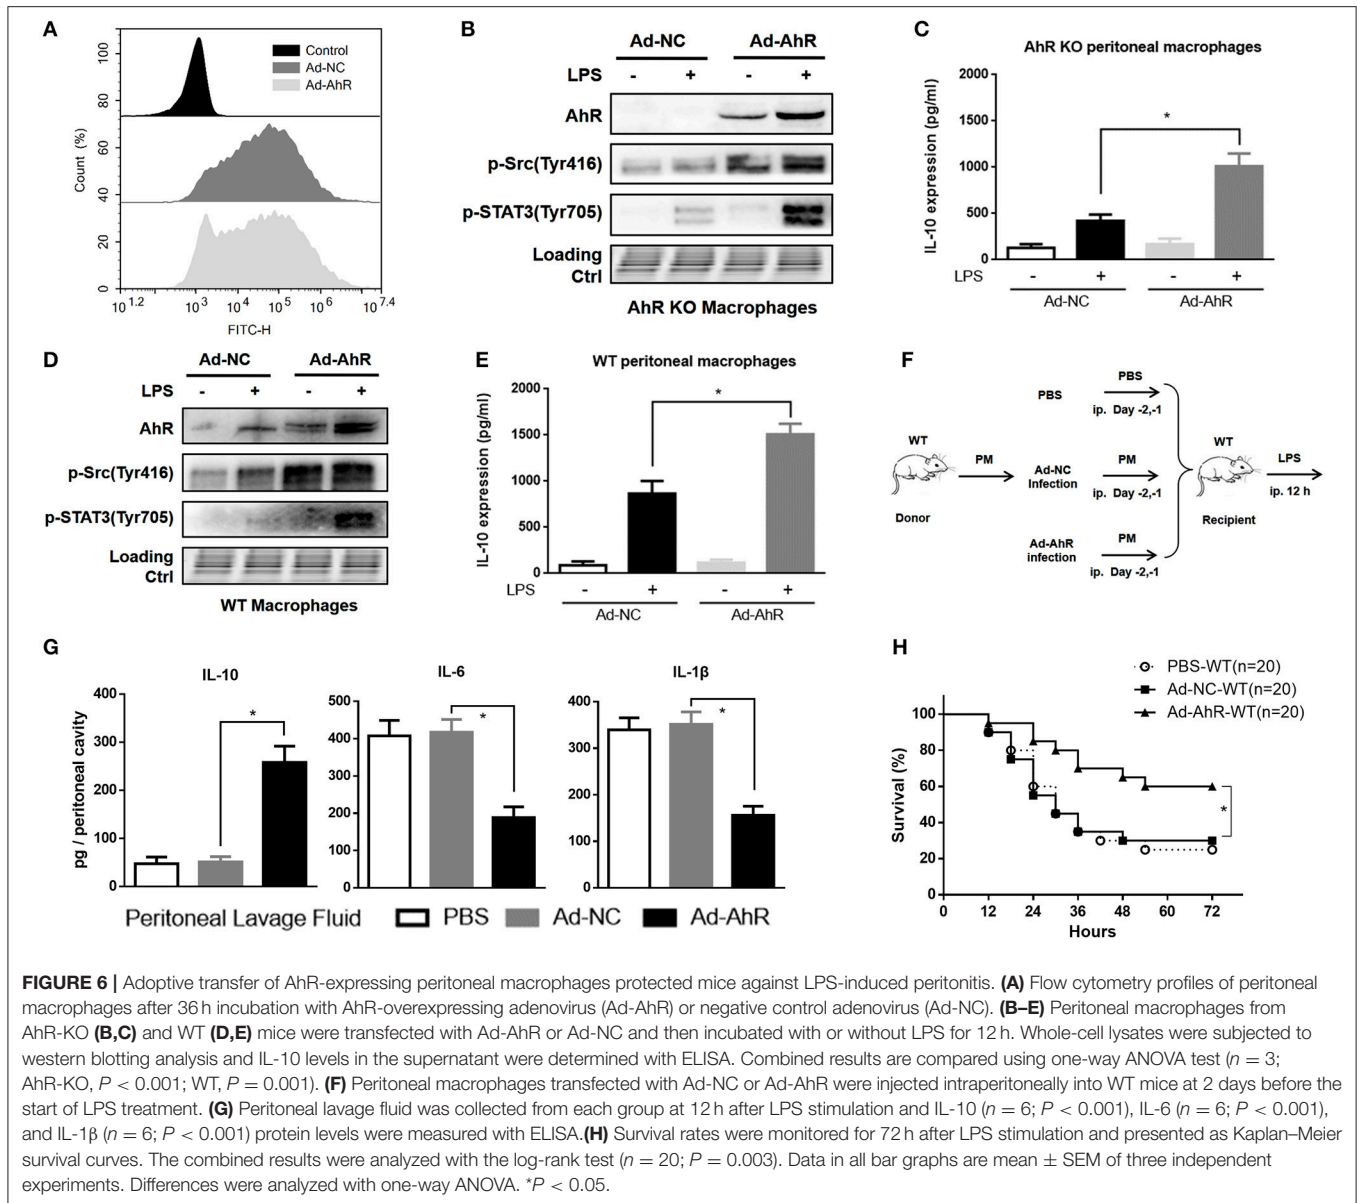 A
Control
Ad-NC
Ad-AhR
Count (%)
100
80
60
40
20
0
10^1.2 10^3 10^4 10^5 10^6 10^7.4
FITC-H
B
Ad-NC Ad-AhR
LPS - + - +
AhR
p-Src(Tyr416)
p-STAT3(Tyr705)
Loading
Ctrl
AhR KO Macrophages
C
AhR KO peritoneal macrophages
IL-10 expression (pg/ml)
2000
1500
1000
500
0
*
LPS - + - +
Ad-NC Ad-AhR
D
Ad-NC Ad-AhR
LPS - + - +
AhR
p-Src(Tyr416)
p-STAT3(Tyr705)
Loading
Ctrl
WT Macrophages
E
WT peritoneal macrophages
IL-10 expression (pg/ml)
2000
1500
1000
500
0
*
LPS - + - +
Ad-NC Ad-AhR
F
WT
Donor
PM
PBS
PBS
ip. Day -2,-1
Ad-NC
Infection
PM
ip. Day -2,-1
Ad-AhR
infection
PM
ip. Day -2,-1
WT
Recipient
LPS
ip. 12 h
G
IL-10
pg / peritoneal cavity
400
300
200
100
0
*
IL-6
500
400
400
200
100
0
*
IL-1β
400
300
200
100
0
*
Peritoneal Lavage Fluid PBS Ad-NC Ad-AhR
H
PBS-WT(n=20)
Ad-NC-WT(n=20)
Ad-AhR-WT(n=20)
Survival (%)
100
80
60
40
20
0
*
0 12 24 36 48 60 72
Hours
FIGURE 6 | Adoptive transfer of AhR-expressing peritoneal macrophages protected mice against LPS-induced peritonitis. (A) Flow cytometry profiles of peritoneal
macrophages after 36 h incubation with AhR-overexpressing adenovirus (Ad-AhR) or negative control adenovirus (Ad-NC). (B–E) Peritoneal macrophages from
AhR-KO (B,C) and WT (D,E) mice were transfected with Ad-AhR or Ad-NC and then incubated with or without LPS for 12 h. Whole-cell lysates were subjected to
western blotting analysis and IL-10 levels in the supernatant were determined with ELISA. Combined results are compared using one-way ANOVA test (n = 3;
AhR-KO, P < 0.001; WT, P = 0.001). (F) Peritoneal macrophages transfected with Ad-NC or Ad-AhR were injected intraperitoneally into WT mice at 2 days before the
start of LPS treatment. (G) Peritoneal lavage fluid was collected from each group at 12 h after LPS stimulation and IL-10 (n = 6; P < 0.001), IL-6 (n = 6; P < 0.001),
and IL-1β (n = 6; P < 0.001) protein levels were measured with ELISA.(H) Survival rates were monitored for 72 h after LPS stimulation and presented as Kaplan–Meier
survival curves. The combined results were analyzed with the log-rank test (n = 20; P = 0.003). Data in all bar graphs are mean ± SEM of three independent
experiments. Differences were analyzed with one-way ANOVA. *P < 0.05.